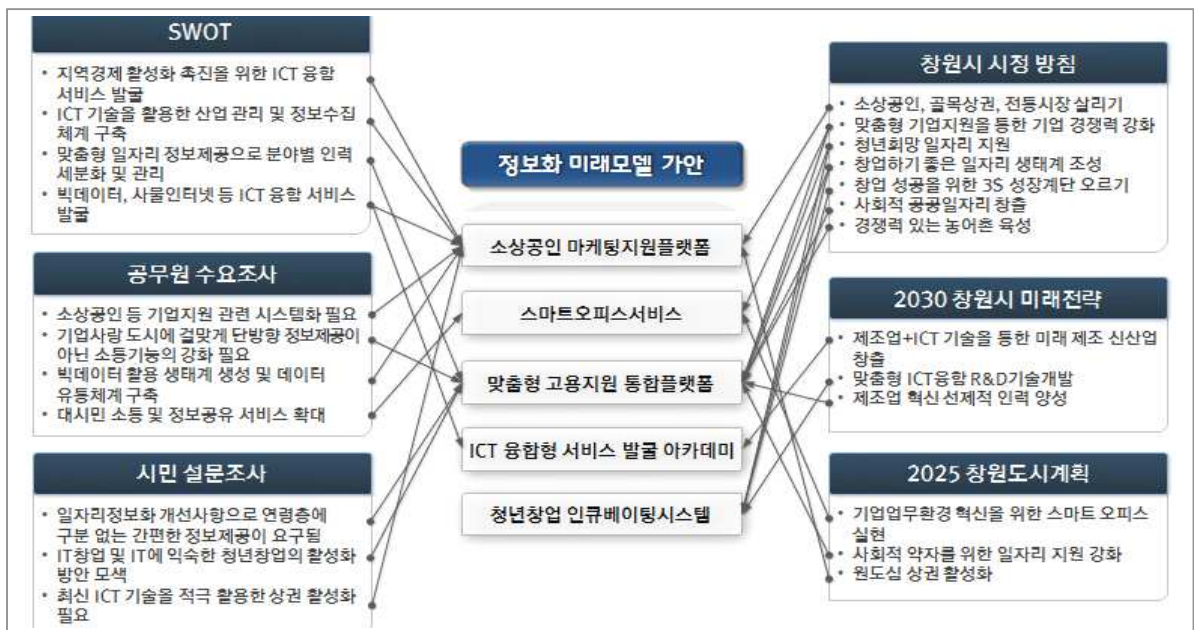 SWOT
• 지역경제 활성화 촉진을 위한 ICT 융합
서비스 발굴
• ICT 기술을 활용한 산업 관리 및 정보수집
체계 구축
• 맞춤형 일자리 정보제공으로 분야별 인력
세분화 및 관리
• 빅데이터, 사물인터넷 등 ICT 융합 서비스
발굴
공무원 수요조사
• 소상공인 등 기업지원 관련 시스템화 필요
• 기업사랑 도시에 걸맞게 단방향 정보제공이
아닌 소통기능의 강화 필요
• 빅데이터 활용 생태계 생성 및 데이터
유통체계 구축
• 대시민 소통 및 정보공유 서비스 확대
시민 설문조사
• 일자리정보화 개선사항으로 연령층에
구분 없는 간편한 정보제공이 요구됨
• IT창업 및 IT에 익숙한 청년창업의 활성화
방안 모색
• 최신 ICT 기술을 적극 활용한 상권 활성화
필요
정보화 미래모델 가안
소상공인 마케팅지원플랫폼
스마트오피스서비스
맞춤형 고용지원 통합플랫폼
ICT 융합형 서비스 발굴 아카데미
청년창업 인큐베이팅시스템
창원시 시정 방침
• 소상공인, 골목상권, 전통시장 살리기
• 맞춤형 기업지원을 통한 기업 경쟁력 강화
• 청년희망 일자리 지원
• 창업하기 좋은 일자리 생태계 조성
• 창업 성공을 위한 3S 성장계단 오르기
• 사회적 공공일자리 창출
• 경쟁력 있는 농어촌 육성
2030 창원시 미래전략
• 제조업+ICT 기술을 통한 미래 제조 신산업
창출
• 맞춤형 ICT융합 R&D기술개발
• 제조업 혁신 선제적 인력 양성
2025 창원도시계획
• 기업업무환경 혁신을 위한 스마트 오피스
실현
• 사회적 약자를 위한 일자리 지원 강화
• 원도심 상권 활성화